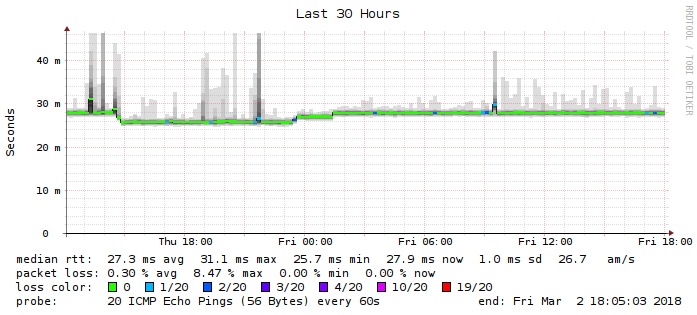 Last 30 Hours
RRDTOOL / TOBI OETIKER
Seconds
40 m
30 m
20 m
10 m
0
Thu 18:00 Fri 00:00 Fri 06:00 Fri 12:00 Fri 18:00
median rtt: 27.3 ms avg 31.1 ms max 25.7 ms min 27.9 ms now 1.0 ms sd 26.7 am/s
packet loss: 0.30 % avg 8.47 % max 0.00 % min 0.00 % now
loss color: 0 1/20 2/20 3/20 4/20 10/20 19/20
probe: 20 ICMP Echo Pings (56 Bytes) every 60s end: Fri Mar 2 18:05:03 2018